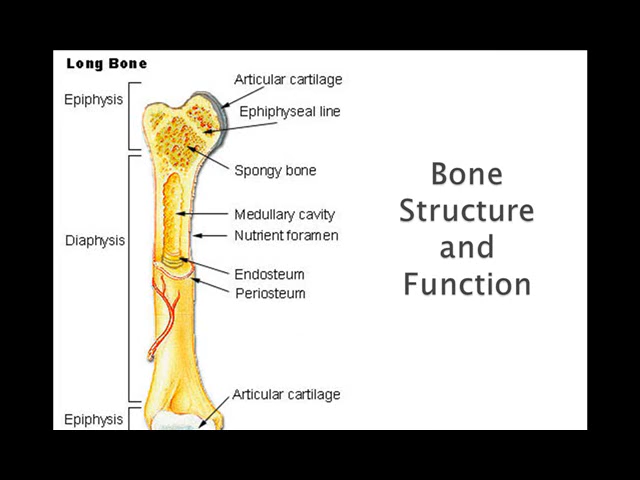 Long Bone
Epiphysis
Articular cartilage
Ephiphyseal line
Spongy bone
Diaphysis
Medullary cavity
Nutrient foramen
Endosteum
Periosteum
Articular cartilage
Epiphysis
Bone
Structure
and
Function